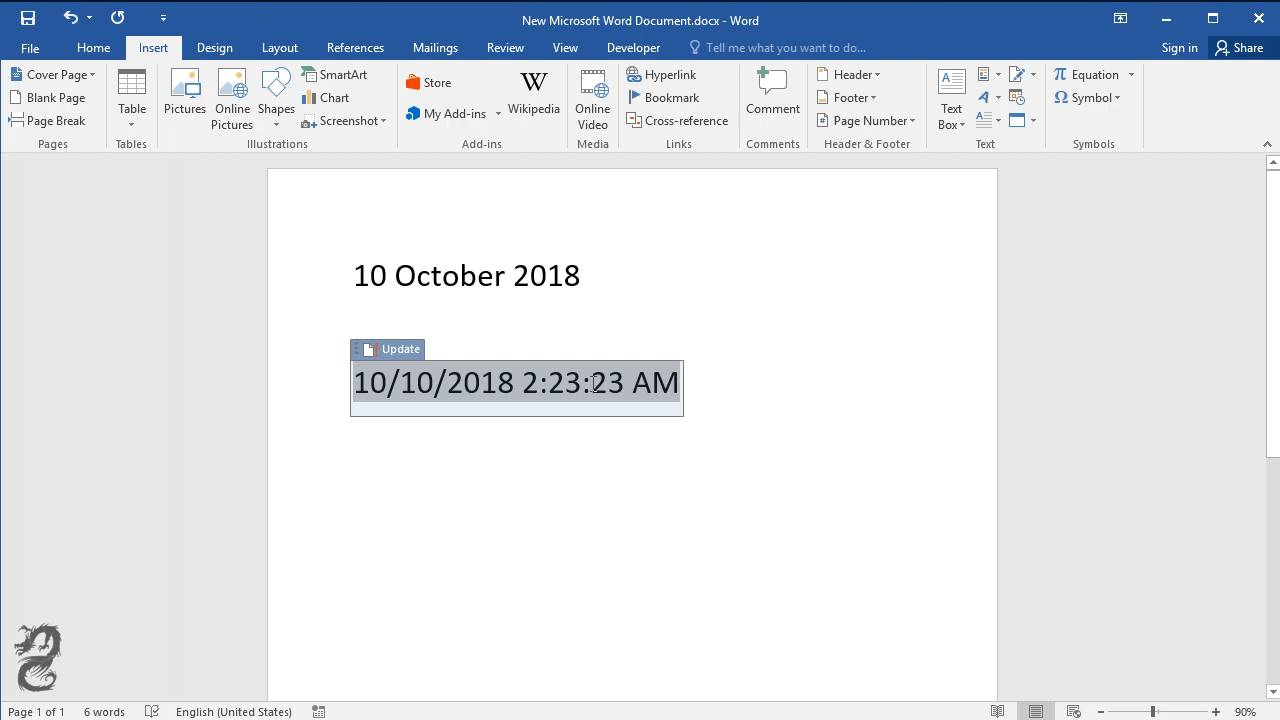 New Microsoft Word Document.docx - Word
File Home Insert Design Layout References Mailings Review View Developer Tell me what you want to do... Sign in Share
Cover Page
Blank Page
Page Break
Pages
Table
Tables
Pictures
Online
Pictures
Shapes
SmartArt
Chart
Screenshot
Illustrations
Store
My Add-ins
W
Wikipedia
Add-ins
Online
Video
Media
Hyperlink
Bookmark
Cross-reference
Links
Comment
Comments
Header
Footer
Page Number
Header & Footer
Text
Box
Text
Equation
Symbol
Symbols
10 October 2018
Update
10/10/2018 2:23:23 AM
Page 1 of 1 6 words English (United States) 90%